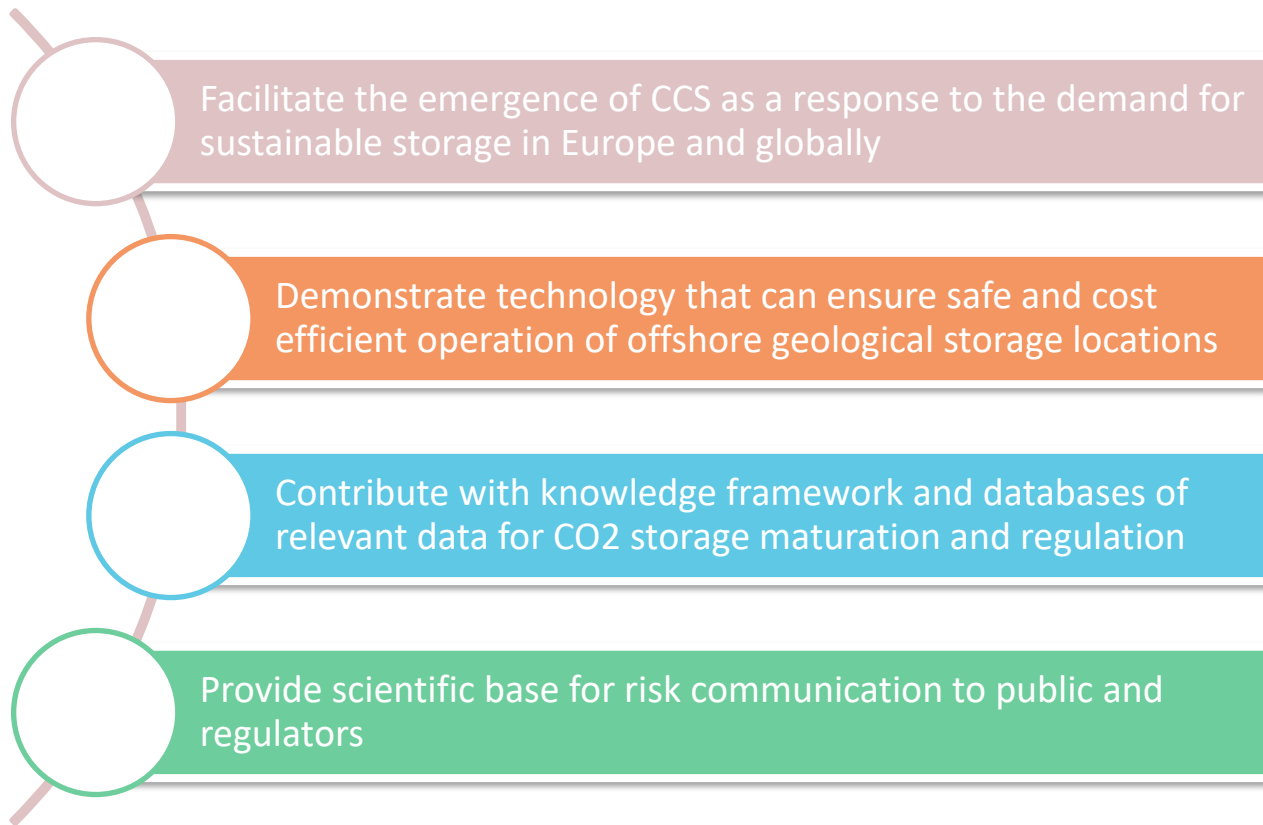 Facilitate the emergence of CCS as a response to the demand for
sustainable storage in Europe and globally
Demonstrate technology that can ensure safe and cost
efficient operation of offshore geological storage locations
Contribute with knowledge framework and databases of
relevant data for CO2 storage maturation and regulation
Provide scientific base for risk communication to public and
regulators